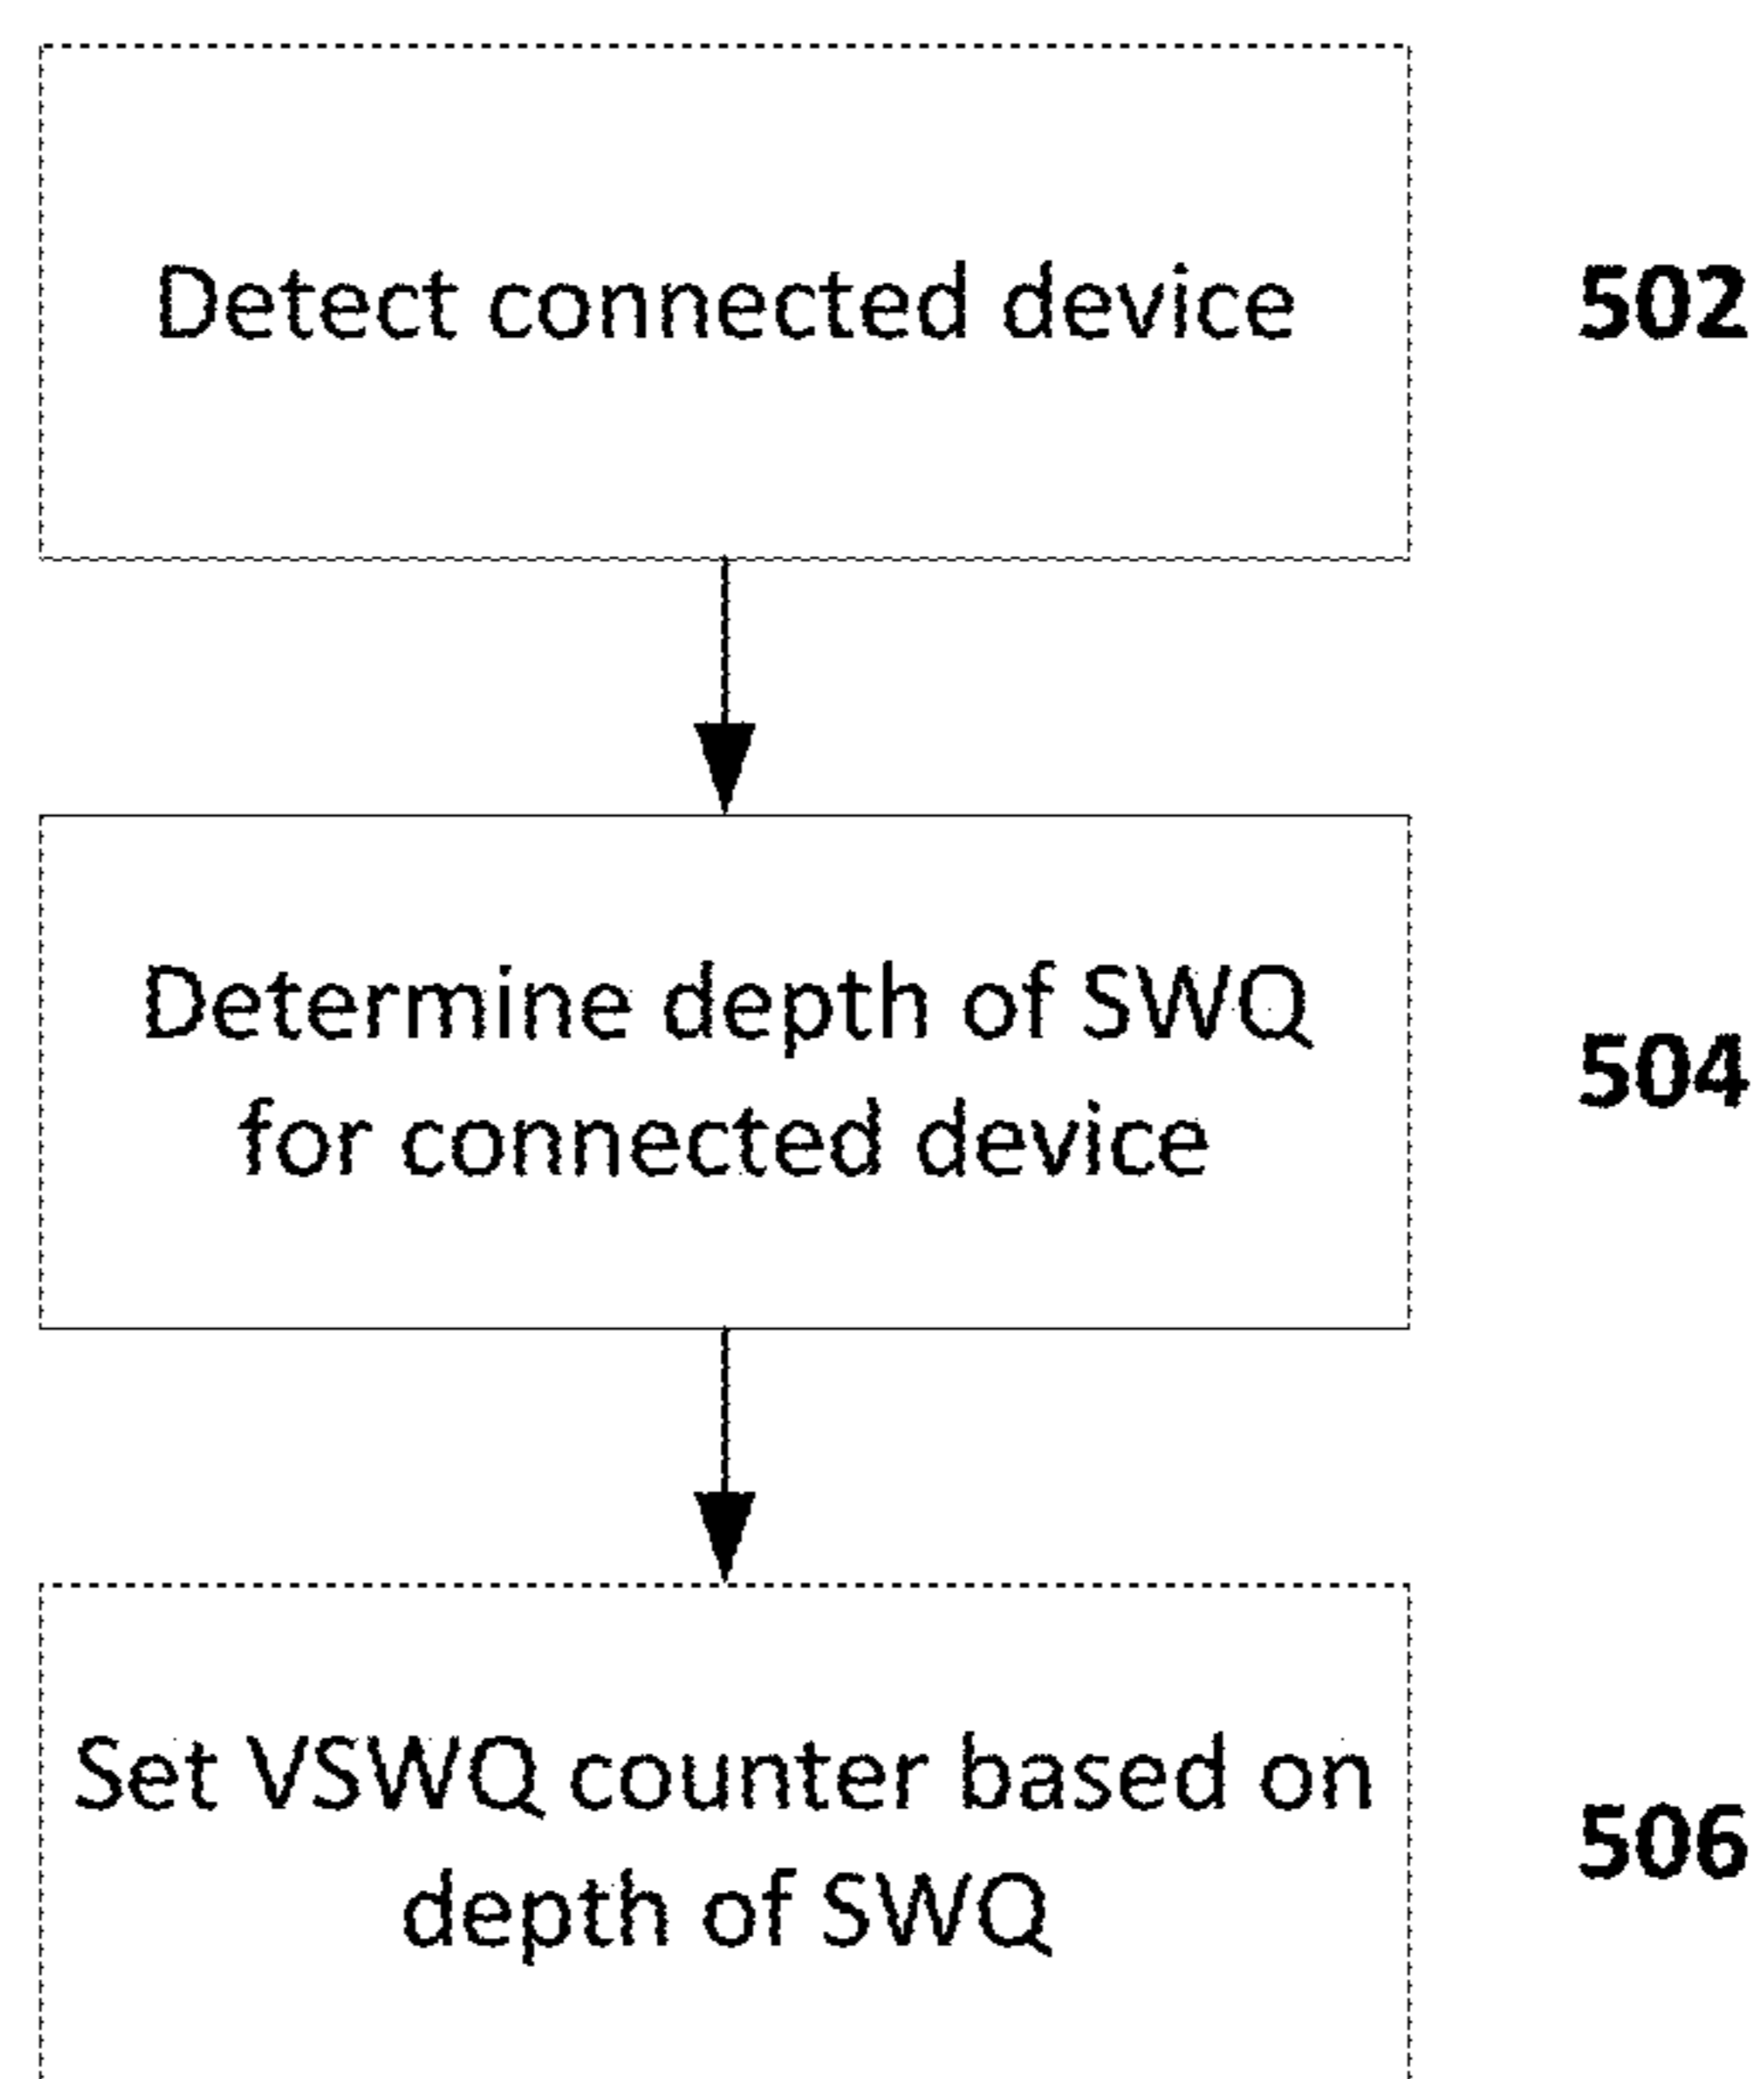 Detect connected device
502
Determine depth of SWQ
for connected device
504
Set VSWQ counter based on
depth of SWQ
506